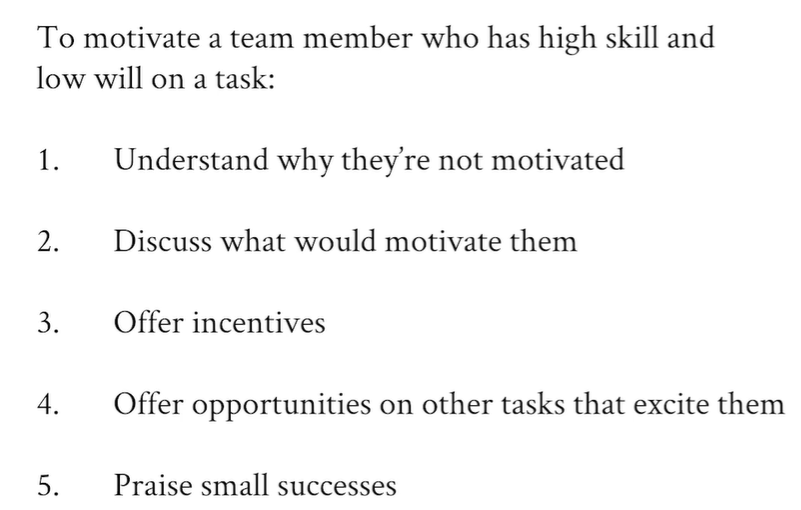 To motivate a team member who has high skill and
low will on a task:
1. Understand why they’re not motivated
2. Discuss what would motivate them
3. Offer incentives
4. Offer opportunities on other tasks that excite them
5. Praise small successes